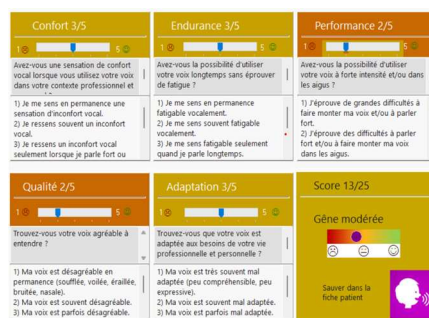 Confort 3/5
1 5
Avez-vous une sensation de confort
vocal lorsque vous utilisez votre voix
dans votre contexte professionnel et
1) Je me sens en permanence une
sensation d'inconfort vocal.
2) Je ressens souvent un inconfort
vocal.
3) Je ressens un inconfort vocal
seulement lorsque je parle fort ou
Endurance 3/5
1 5
Avez-vous la possibilité d'utiliser
votre voix longtemps sans éprouver
de fatigue ?
1) Je me sens en permanence
fatigable vocalement.
2) Je me sens souvent fatigable
vocalement.
3) Je me sens fatigable seulement
quand je parle longtemps.
Performance 2/5
1 5
Avez-vous la possibilité d'utiliser
votre voix à forte intensité et/ou dans
les aigus ?
1) J'éprouve de grandes difficultés à
faire monter ma voix et/ou à parler
fort.
2) J'éprouve des difficultés à parler
fort et/ou à faire monter ma voix
dans les aigus.
Qualité 2/5
1 5
Trouvez-vous votre voix agréable à
entendre ?
1) Ma voix est désagréable en
permanence (soufflée, voilée, éraillée,
bruitée, nasale).
2) Ma voix est souvent désagréable.
3) Ma voix est parfois désagréable.
Adaptation 3/5
1 5
Trouvez-vous que votre voix est
adaptée aux besoins de votre vie
professionnelle et personnelle ?
1) Ma voix est très souvent mal
adaptée (peu compréhensible, peu
expressive).
2) Ma voix est souvent mal adaptée.
3) Ma voix est parfois mal adaptée.
Score 13/25
Gêne modérée
Sauver dans la
fiche patient